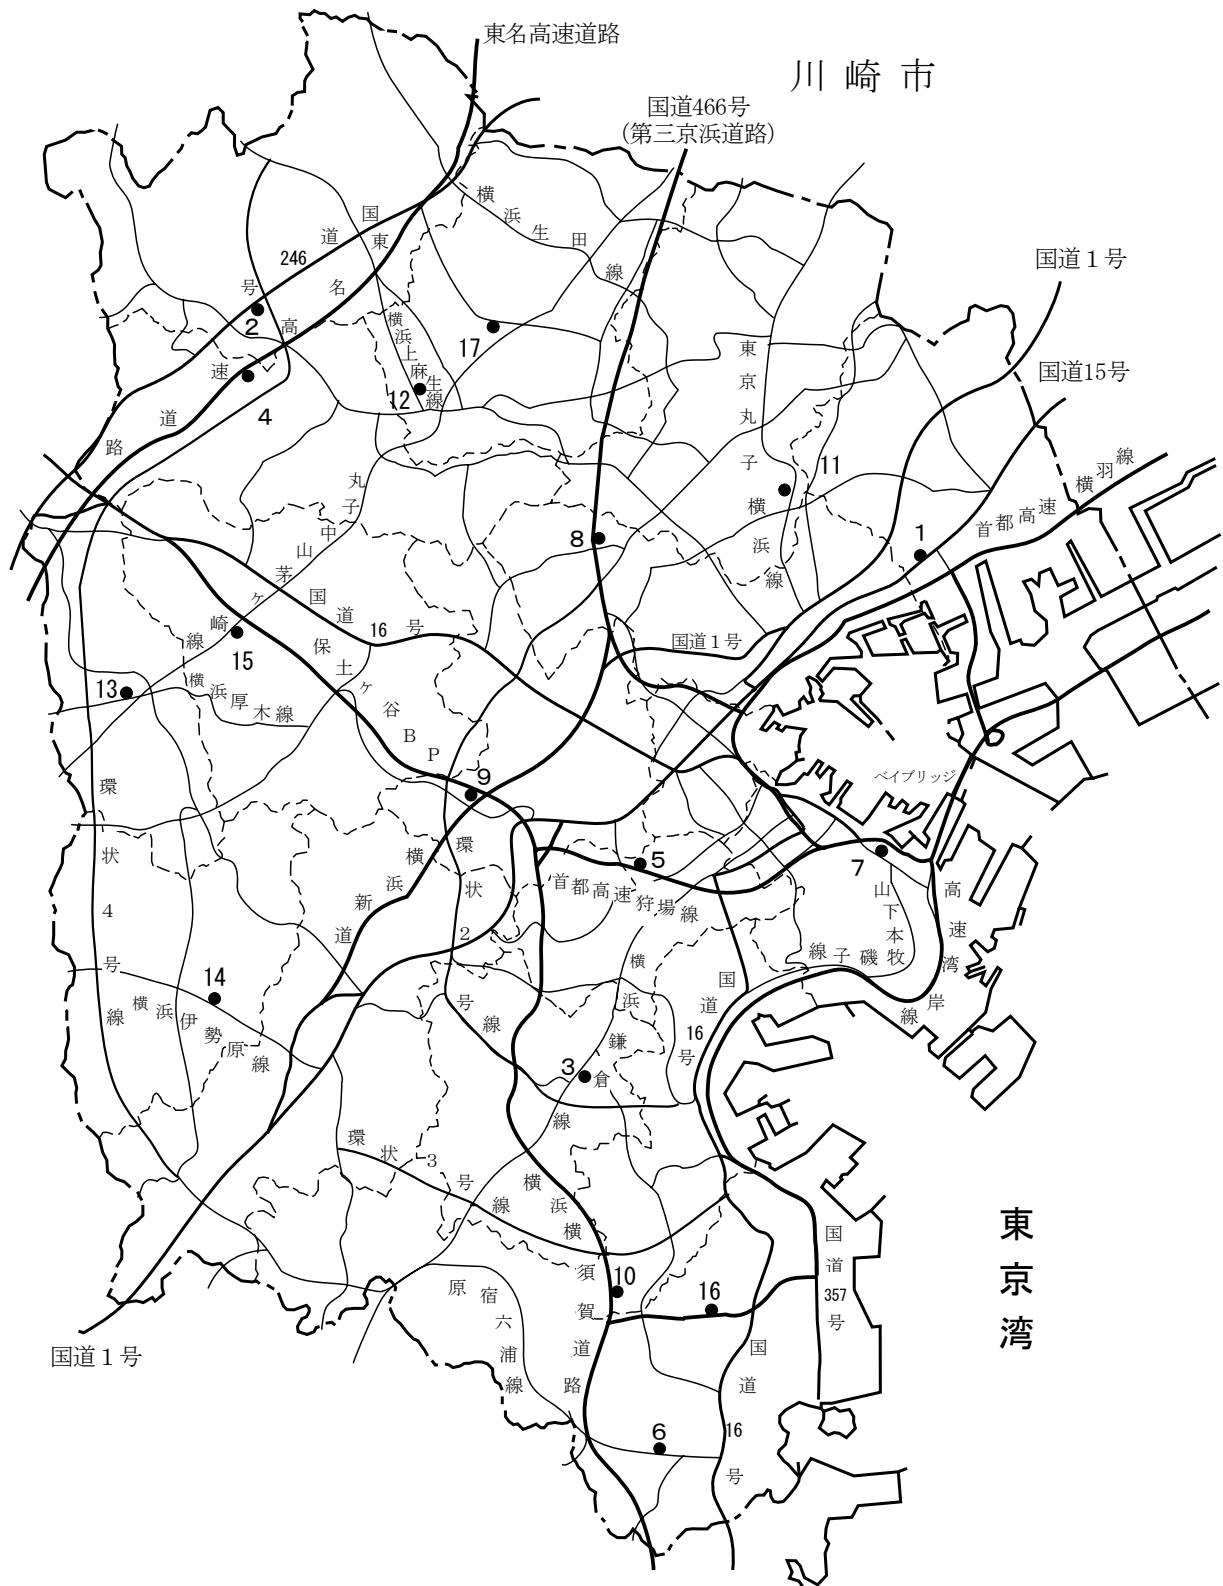 東名高速道路
川崎市
国道466号
(第三京浜道路)
国道246号
東名高速道路
横浜生田線
国道1号
国道15号
2
17
横浜上麻生線
12
4
東京丸子横浜線
11
首都高速横羽線
丸子中山茅ケ崎線
8
1
国道16号
国道1号
保土ケ谷BP
15
13
横浜厚木線
ベイブリッジ
9
環状4号線
環状2号線
新横浜道
5
7
首都高速狩場線
山下本牧磯子線
高速湾岸線
14
横浜伊勢原線
国道16号
横浜鎌倉線
3
環状3号線
横浜横須賀道路
東京湾
国道357号
10
16
原宿六浦線
国道1号
国道16号
6